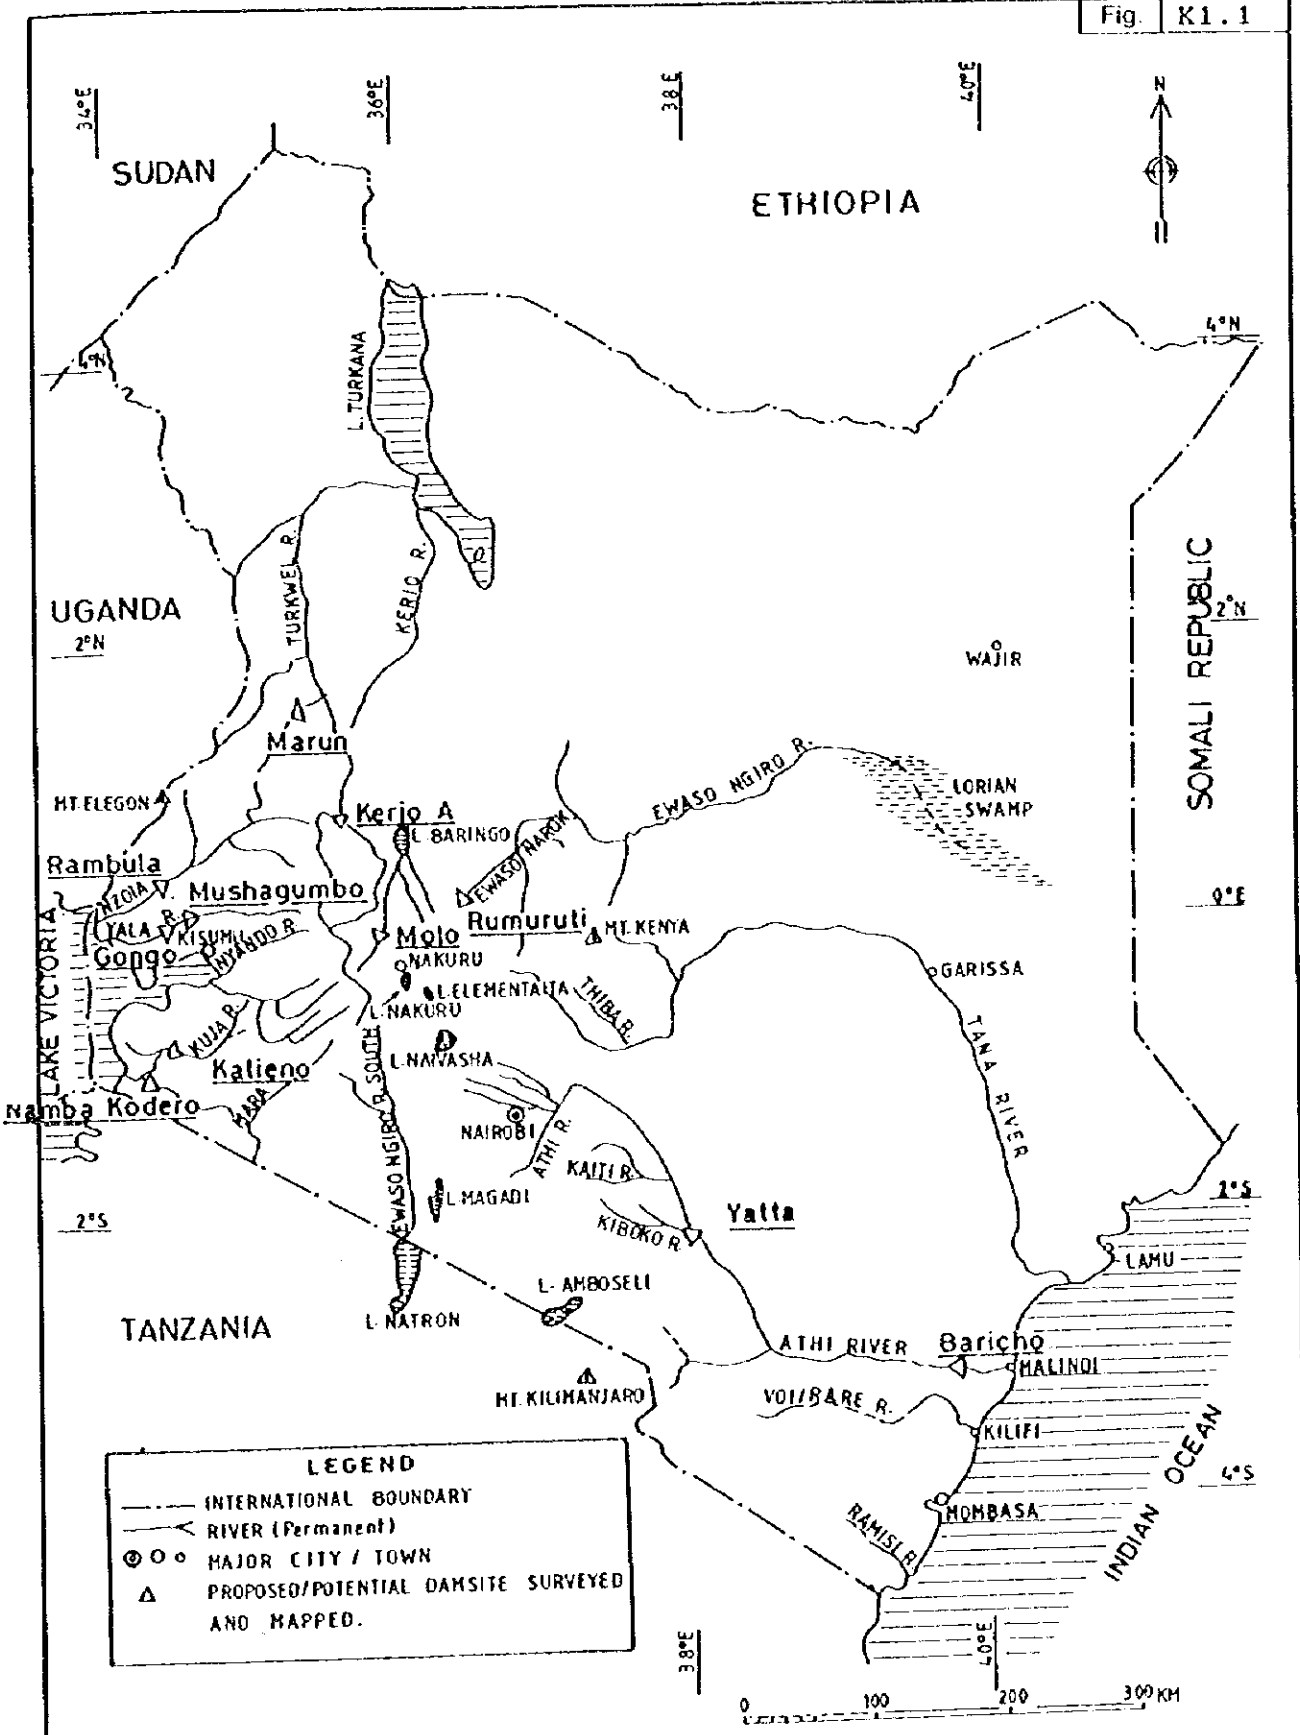 Fig. K1.1
34°E
36°E
38E
40°E
N
SUDAN
ETHIOPIA
4°N
4°N
L.TURKANA
TURKWEL R.
KERIO R.
UGANDA
2°N
SOMALI REPUBLIC
2°N
WAJIR
Marun
MT.ELEGON
Kerio A
L.BARINGO
EWASO NGIRO R.
LORIAN
SWAMP
EWASO NAROK
Rambula
NZOIA
Mushagumbo
Rumuruti
0°E
YALA R.
KISUMU
NYANDO R.
Molo
MT.KENYA
Gongo
NAKURU
GARISSA
LAKE VICTORIA
L.ELEMENTAITA
L.NAKURU
THIBA R.
KUJA R.
L.NAIVASHA
TANA RIVER
Kalieno
Namba Kodero
MARA
EWASO NGIRO R. SOUTH
NAIROBI
ATHI R.
KAITI R.
L.MAGADI
2°S
KIBOKO R.
Yatta
2°S
LAMU
L-AMBOSELI
L.NATRON
TANZANIA
ATHI RIVER
Baricho
MALINDI
MT.KILIMANJARO
VOI/RARE R.
KILIFI
INDIAN OCEAN
4°S
MOMBASA
RAMISI R.
LEGEND
INTERNATIONAL BOUNDARY
RIVER (Permanent)
MAJOR CITY / TOWN
PROPOSED/POTENTIAL DAMSITE SURVEYED
AND MAPPED.
38°E
40°E
0 100 200 300 KM